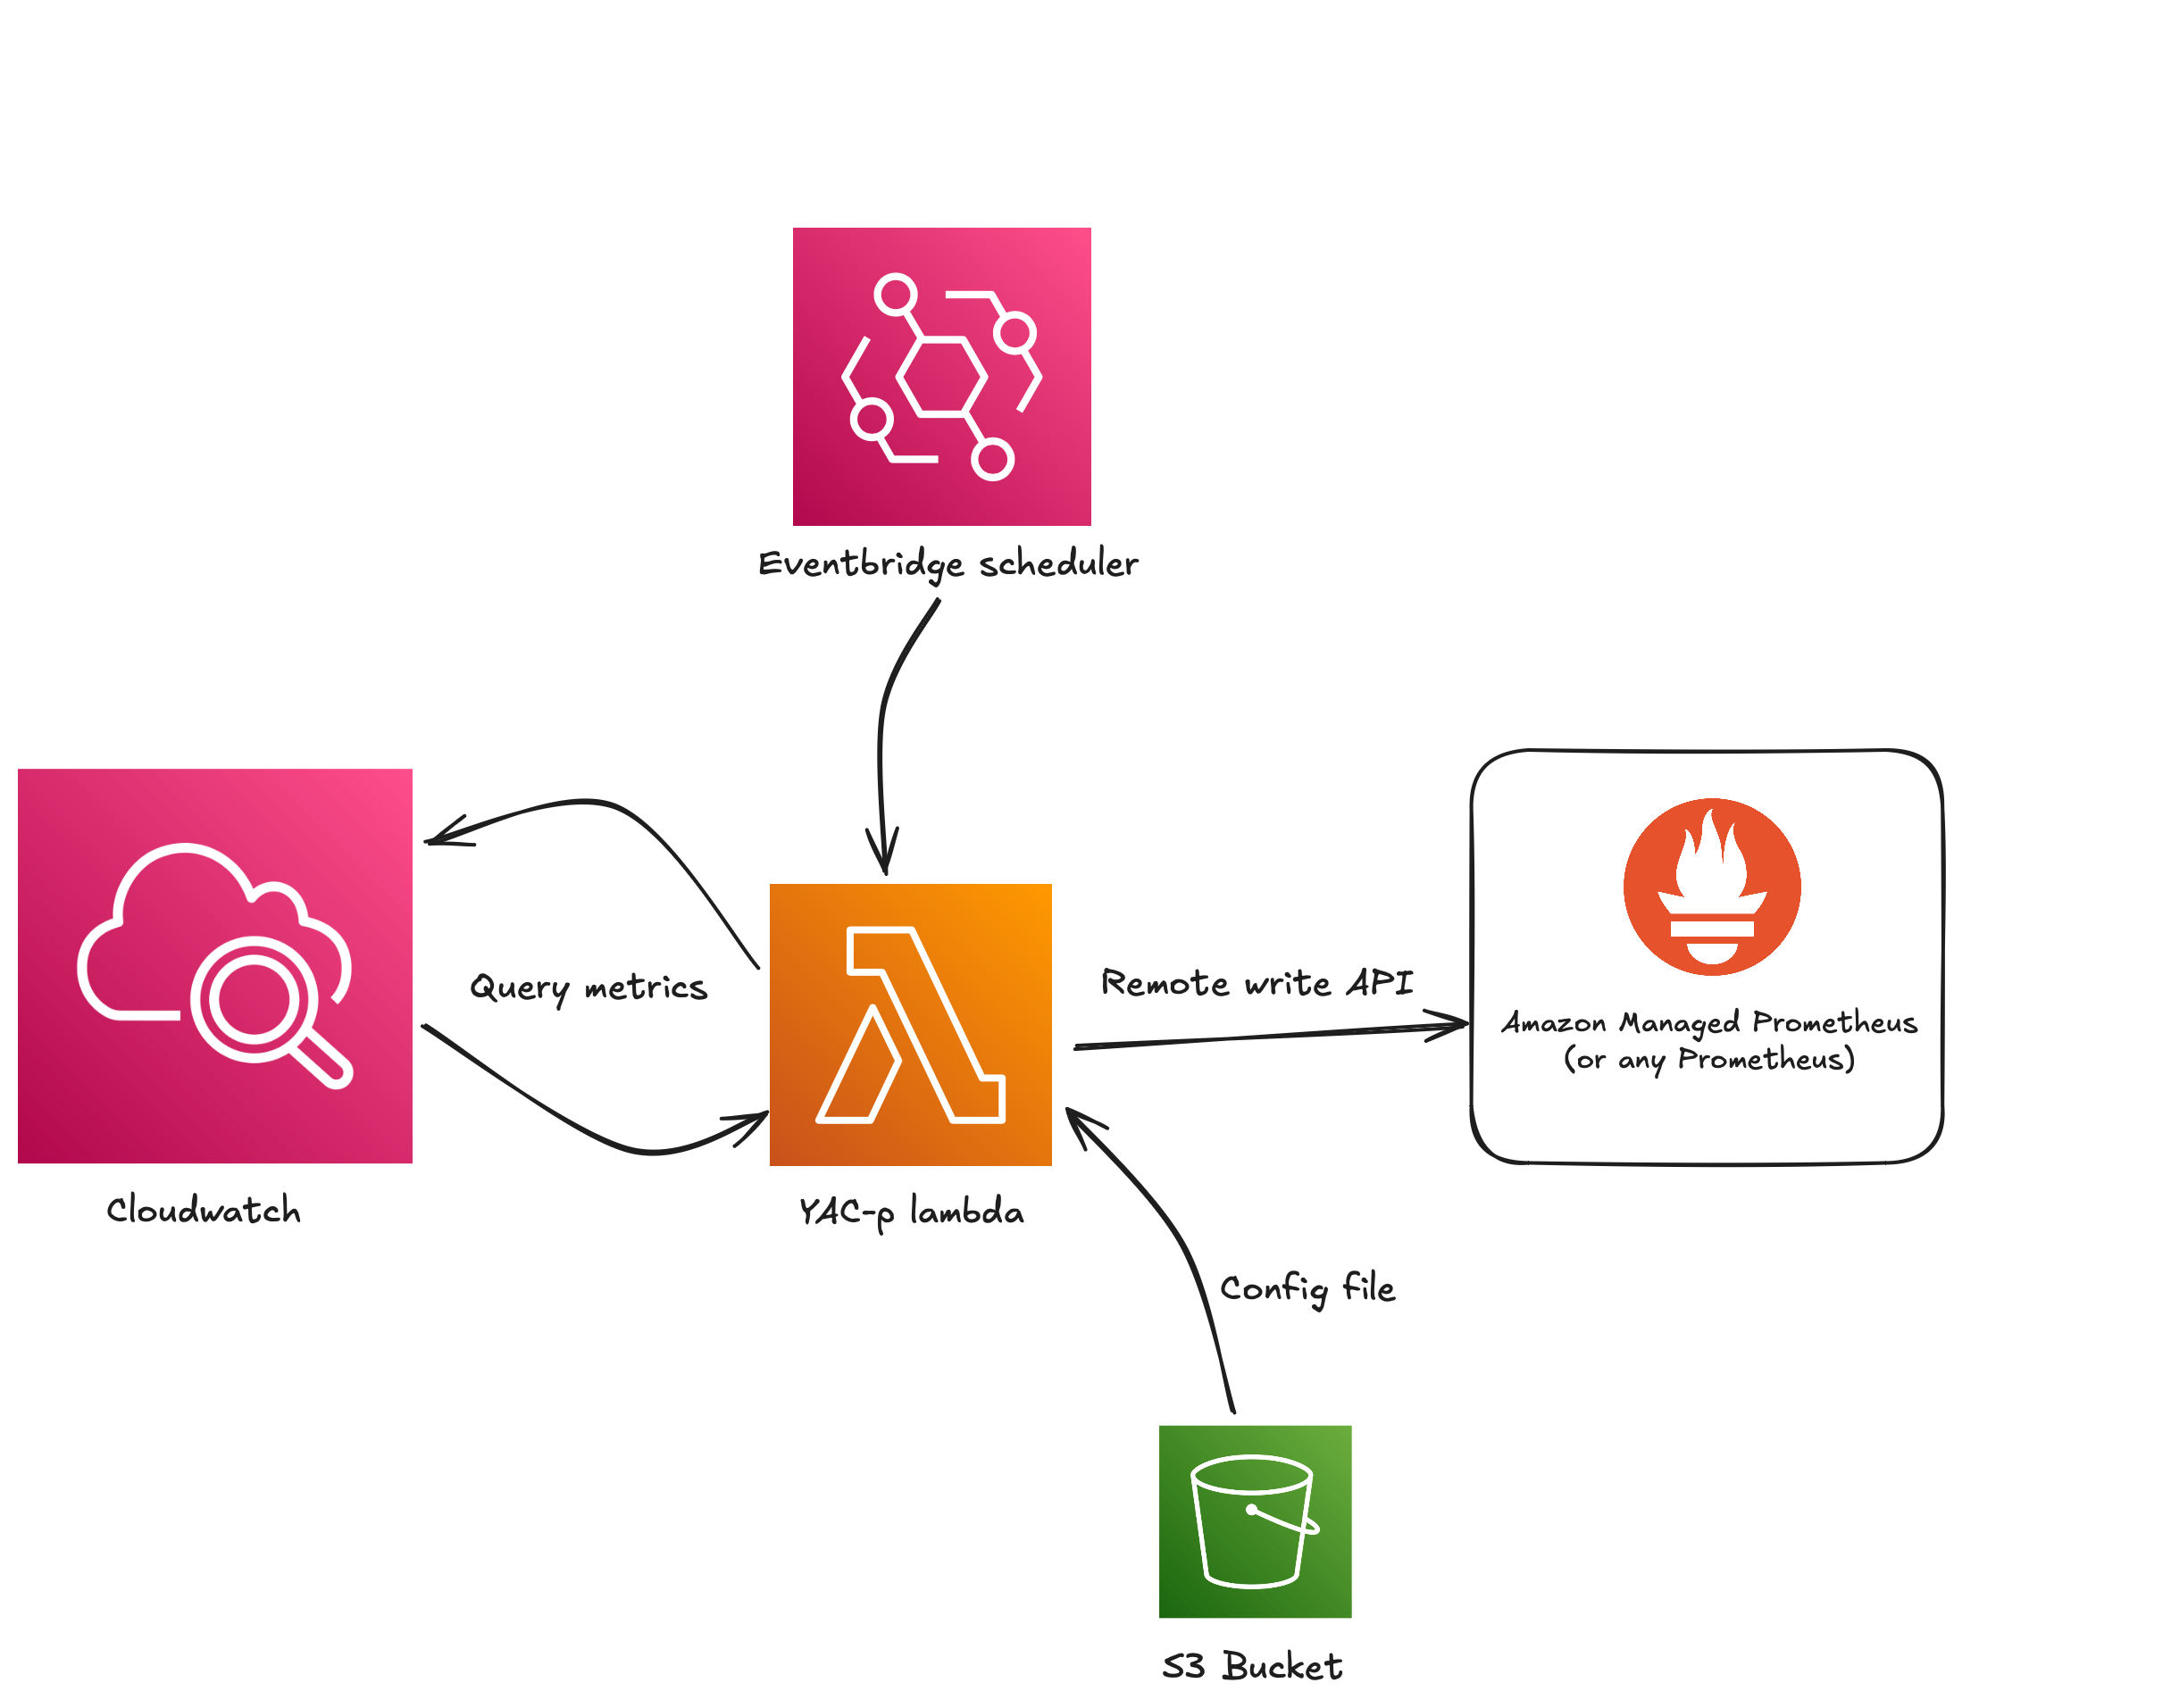 Eventbridge scheduler
Query metrics
Remote write API
Amazon Managed Prometheus
(or any Prometheus)
Cloudwatch
YAC-p lambda
Config file
S3 Bucket